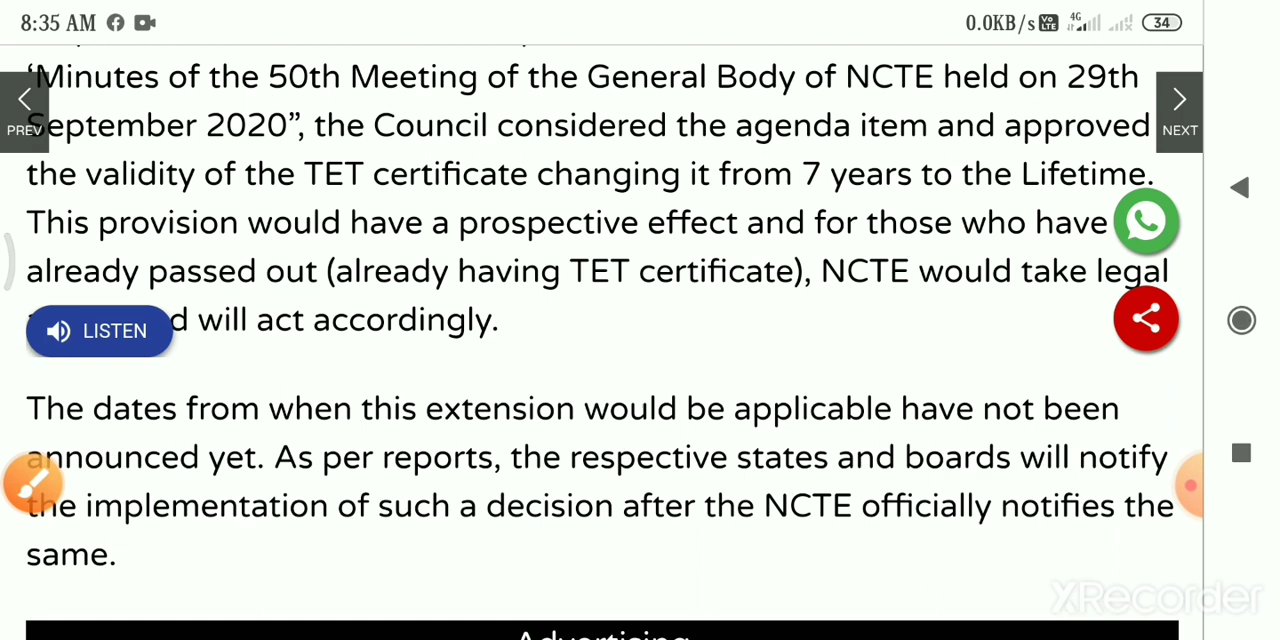 8:35 AM
0.0KB/s Vo LTE 4G 34
‘Minutes of the 50th Meeting of the General Body of NCTE held on 29th
PREV
September 2020”, the Council considered the agenda item and approved
NEXT
the validity of the TET certificate changing it from 7 years to the Lifetime.
This provision would have a prospective effect and for those who have
already passed out (already having TET certificate), NCTE would take legal
LISTEN
will act accordingly.
The dates from when this extension would be applicable have not been
announced yet. As per reports, the respective states and boards will notify
the implementation of such a decision after the NCTE officially notifies the
same.
XRecorder
Advertising